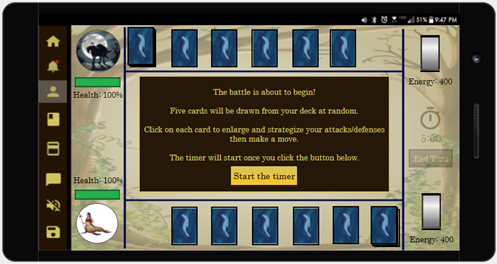 51% 9:47 PM
Health: 100%
Energy: 400
The battle is about to begin!
Five cards will be drawn from your deck at random.
Click on each card to enlarge and strategize your attacks/defenses
then make a move.
The timer will start once you click the button below.
Start the timer
5:00
End Turn
Health: 100%
Energy: 400